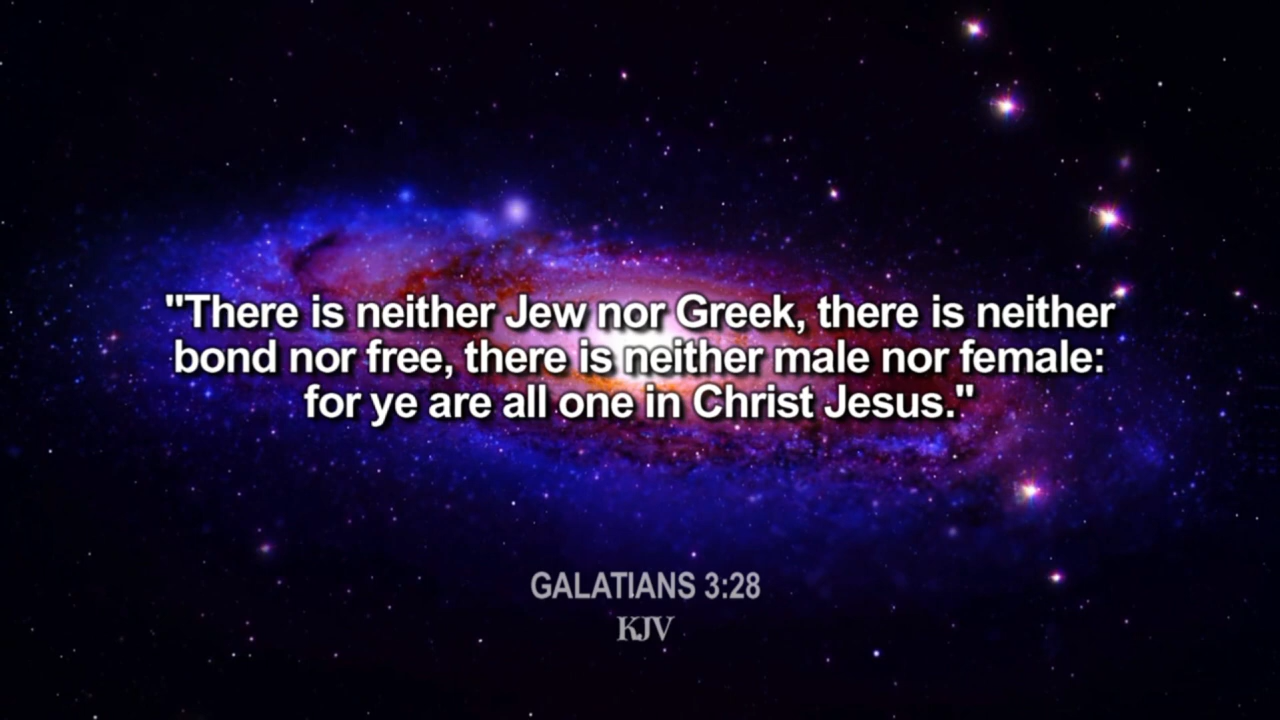 "There is neither Jew nor Greek, there is neither
bond nor free, there is neither male nor female:
for ye are all one in Christ Jesus."
GALATIANS 3:28
KJV